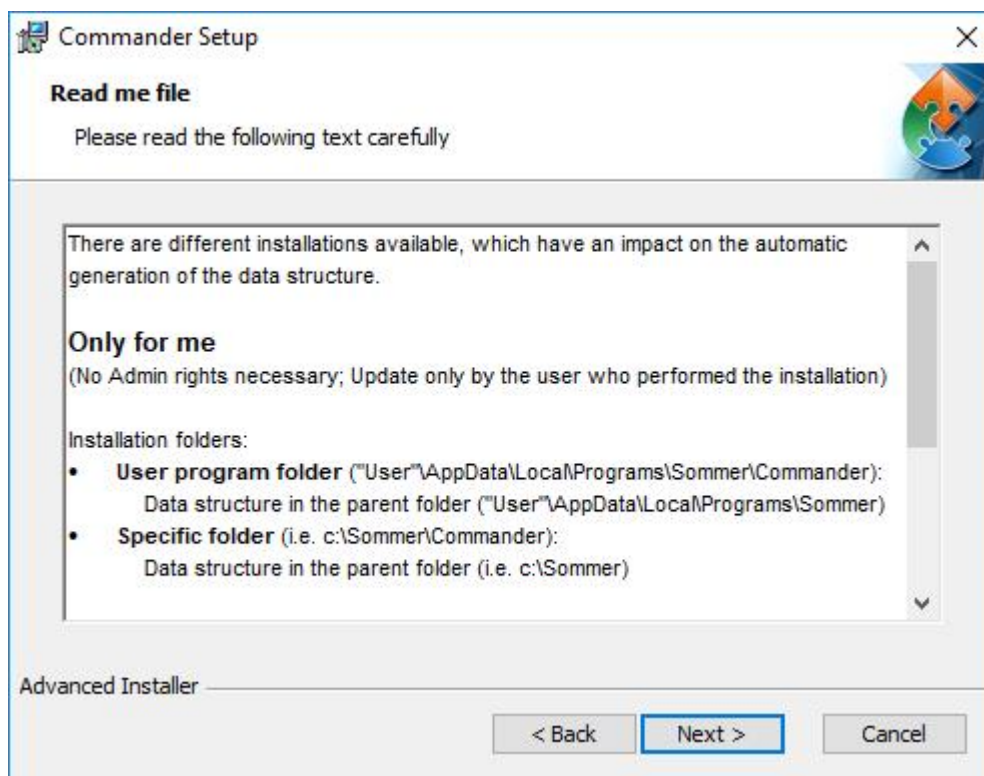 Commander Setup
Read me file
Please read the following text carefully
There are different installations available, which have an impact on the automatic
generation of the data structure.
Only for me
(No Admin rights necessary; Update only by the user who performed the installation)
Installation folders:
• User program folder ("User"\AppData\Local\Programs\Sommer\Commander):
Data structure in the parent folder ("User"\AppData\Local\Programs\Sommer)
• Specific folder (i.e. c:\Sommer\Commander):
Data structure in the parent folder (i.e. c:\Sommer)
Advanced Installer
< Back Next > Cancel